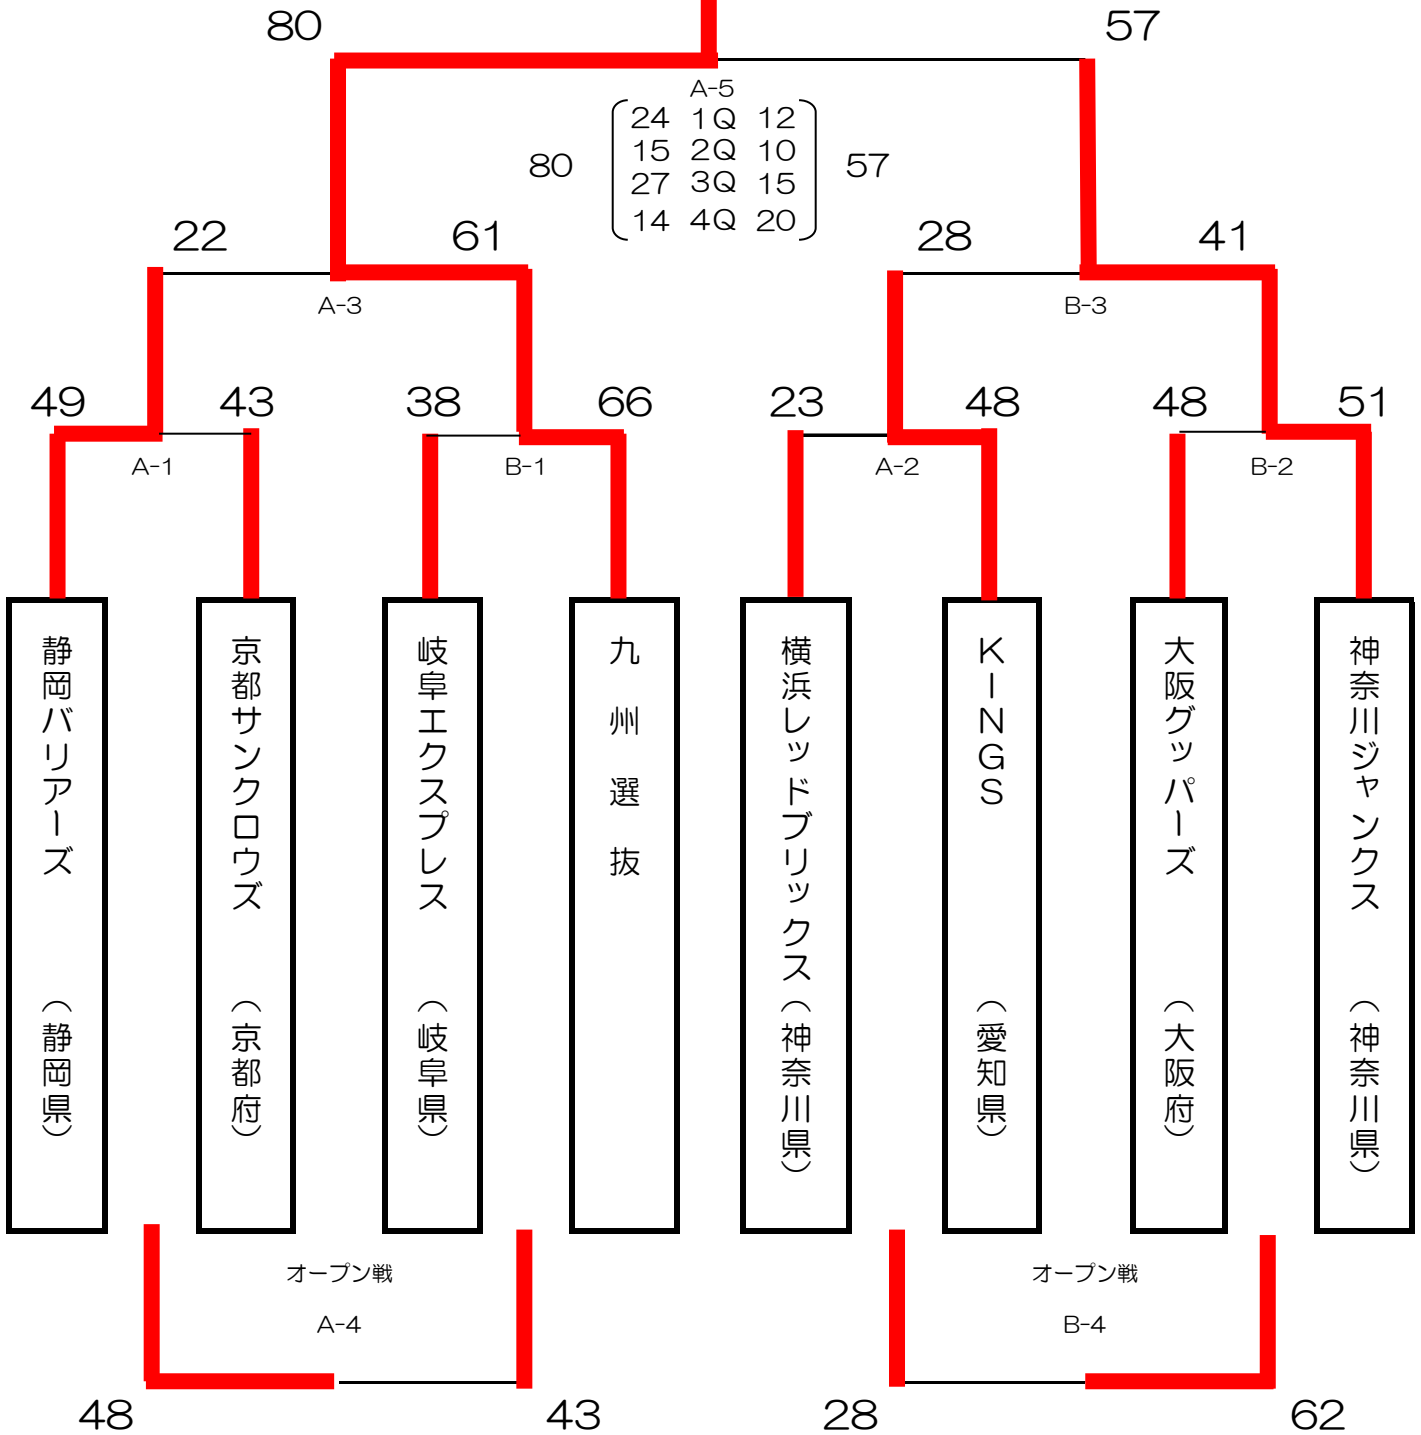 80 57
A-5
24 1Q 12
15 2Q 10
80 57
27 3Q 15
14 4Q 20
22 61 28 41
A-3 B-3
49 43 38 66 23 48 48 51
A-1 B-1 A-2 B-2
静岡バリアーズ（静岡県）
京都サンクロウズ（京都府）
岐阜エクスプレス（岐阜県）
九州選抜
横浜レッドブリックス（神奈川県）
KINGS（愛知県）
大阪グッパーズ（大阪府）
神奈川ジャンクス（神奈川県）
オープン戦 オープン戦
A-4 B-4
48 43 28 62